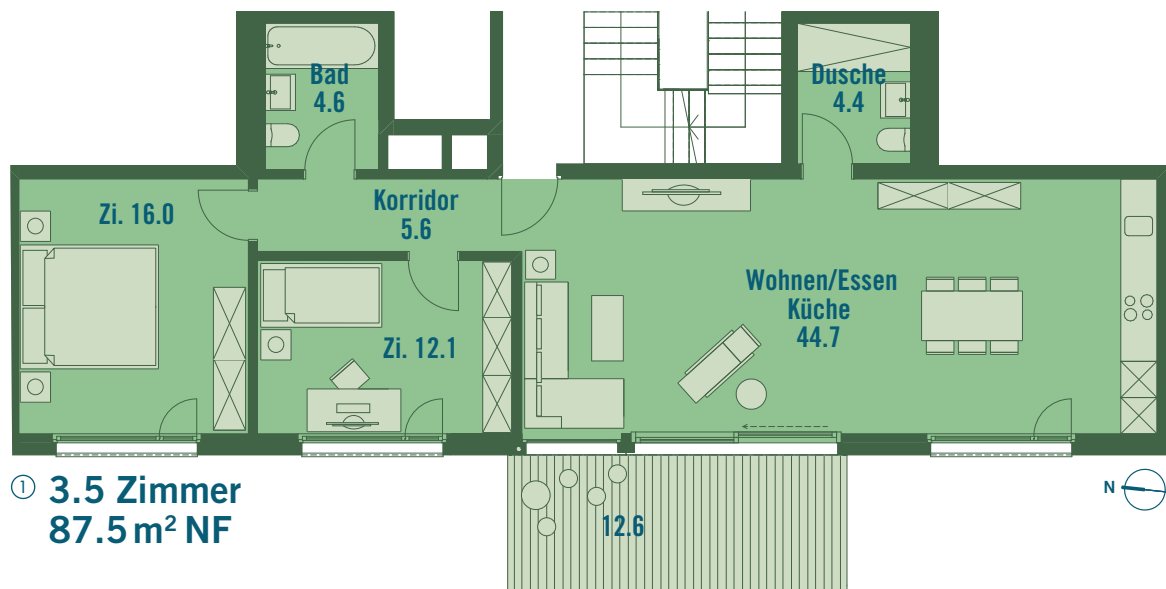 Bad
4.6
Dusche
4.4
Zi. 16.0
Korridor
5.6
Wohnen/Essen
Küche
44.7
Zi. 12.1
① 3.5 Zimmer
87.5 m² NF
12.6
N